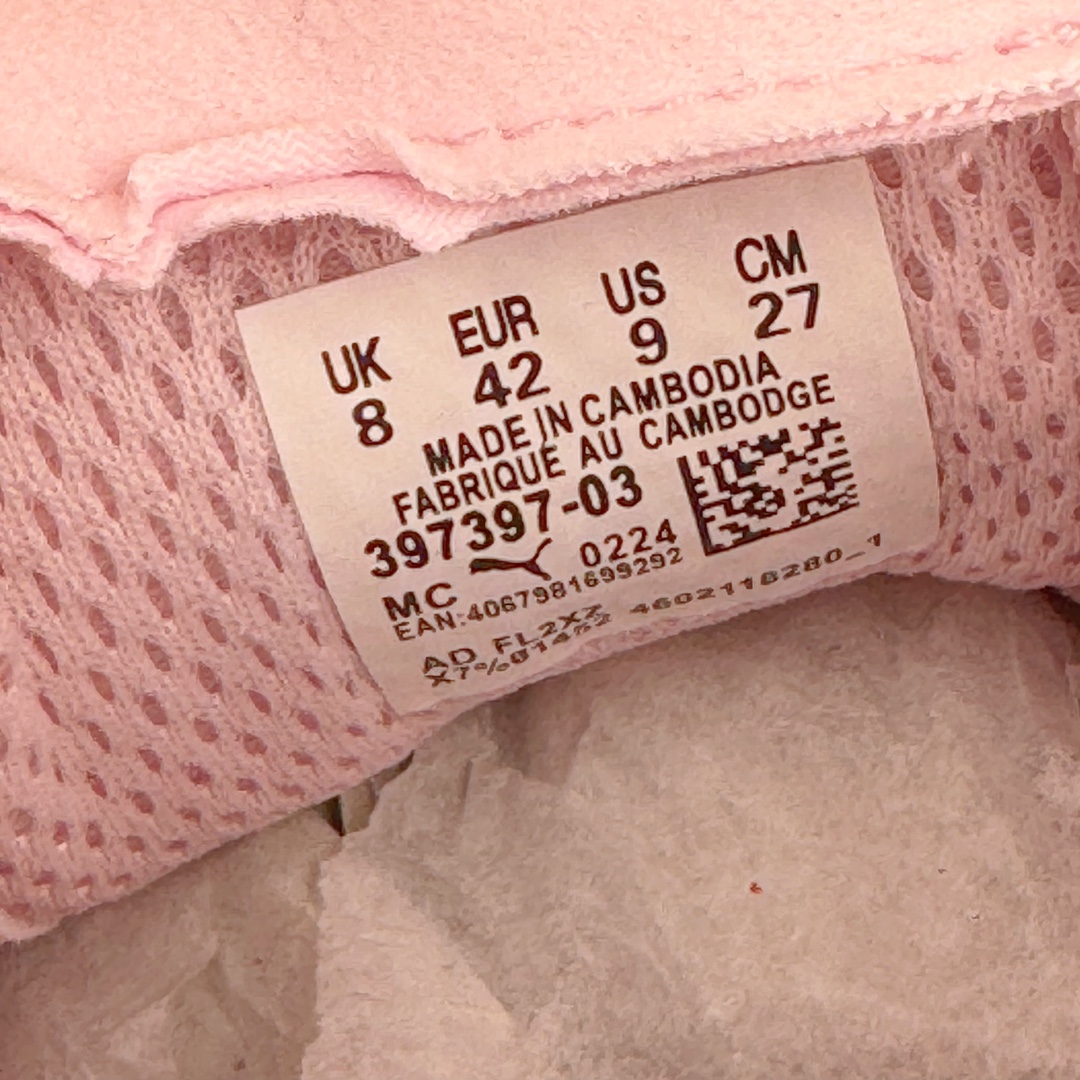 UK EUR US CM
8 42 9 27
MADE IN CAMBODIA
FABRIQUE AU CAMBODGE
397397-03
MC 0224
EAN:4067981699292
AD FL2XZ 4602118280_1